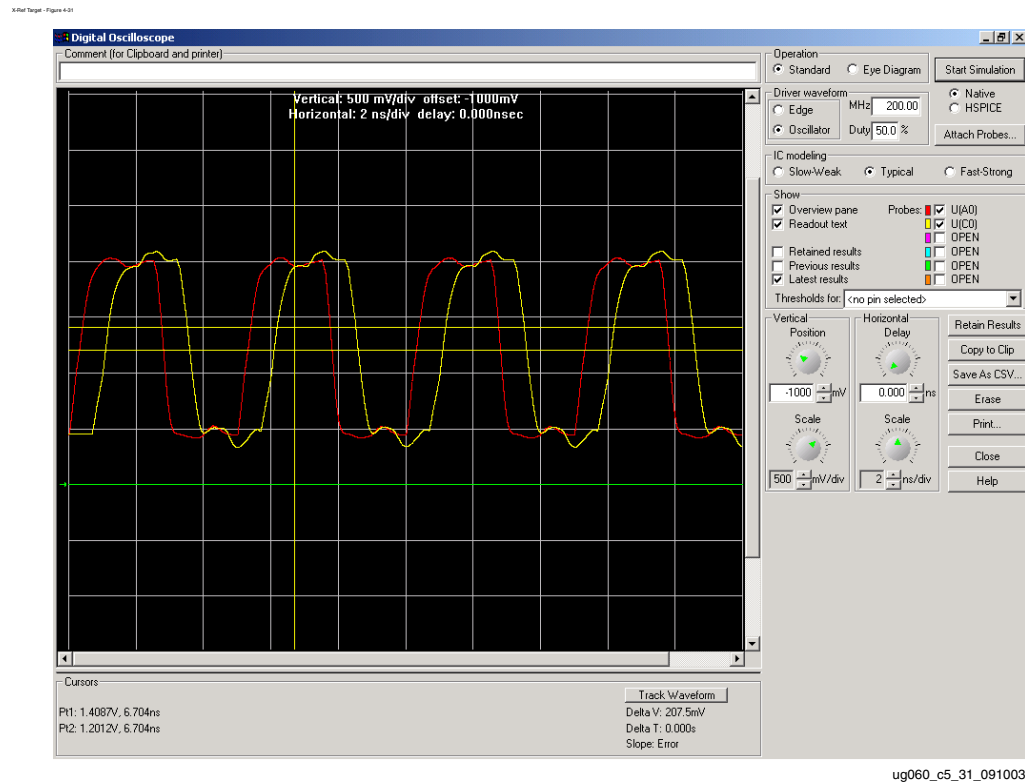 X-Ref Target - Figure 4-31
Digital Oscilloscope
Comment (for Clipboard and printer)
Vertical: 500 mV/div offset: -1000mV
Horizontal: 2 ns/div delay: 0.000nsec
Operation
Standard Eye Diagram
Start Simulation
Driver waveform
Edge
Oscillator
MHz 200.00
Duty 50.0 %
Native
HSPICE
Attach Probes...
IC modeling
Slow-Weak Typical Fast-Strong
Show
Overview pane Probes: U(A0)
Readout text U(C0)
OPEN
Retained results OPEN
Previous results OPEN
Latest results OPEN
Thresholds for: <no pin selected>
Vertical
Position
-1000 mV
Scale
500 mV/div
Horizontal
Delay
0.000 ns
Scale
2 ns/div
Retain Results
Copy to Clip
Save As CSV...
Erase
Print...
Close
Help
Cursors
Pt1: 1.4087V, 6.704ns
Pt2: 1.2012V, 6.704ns
Track Waveform
Delta V: 207.5mV
Delta T: 0.000s
Slope: Error
ug060_c5_31_091003